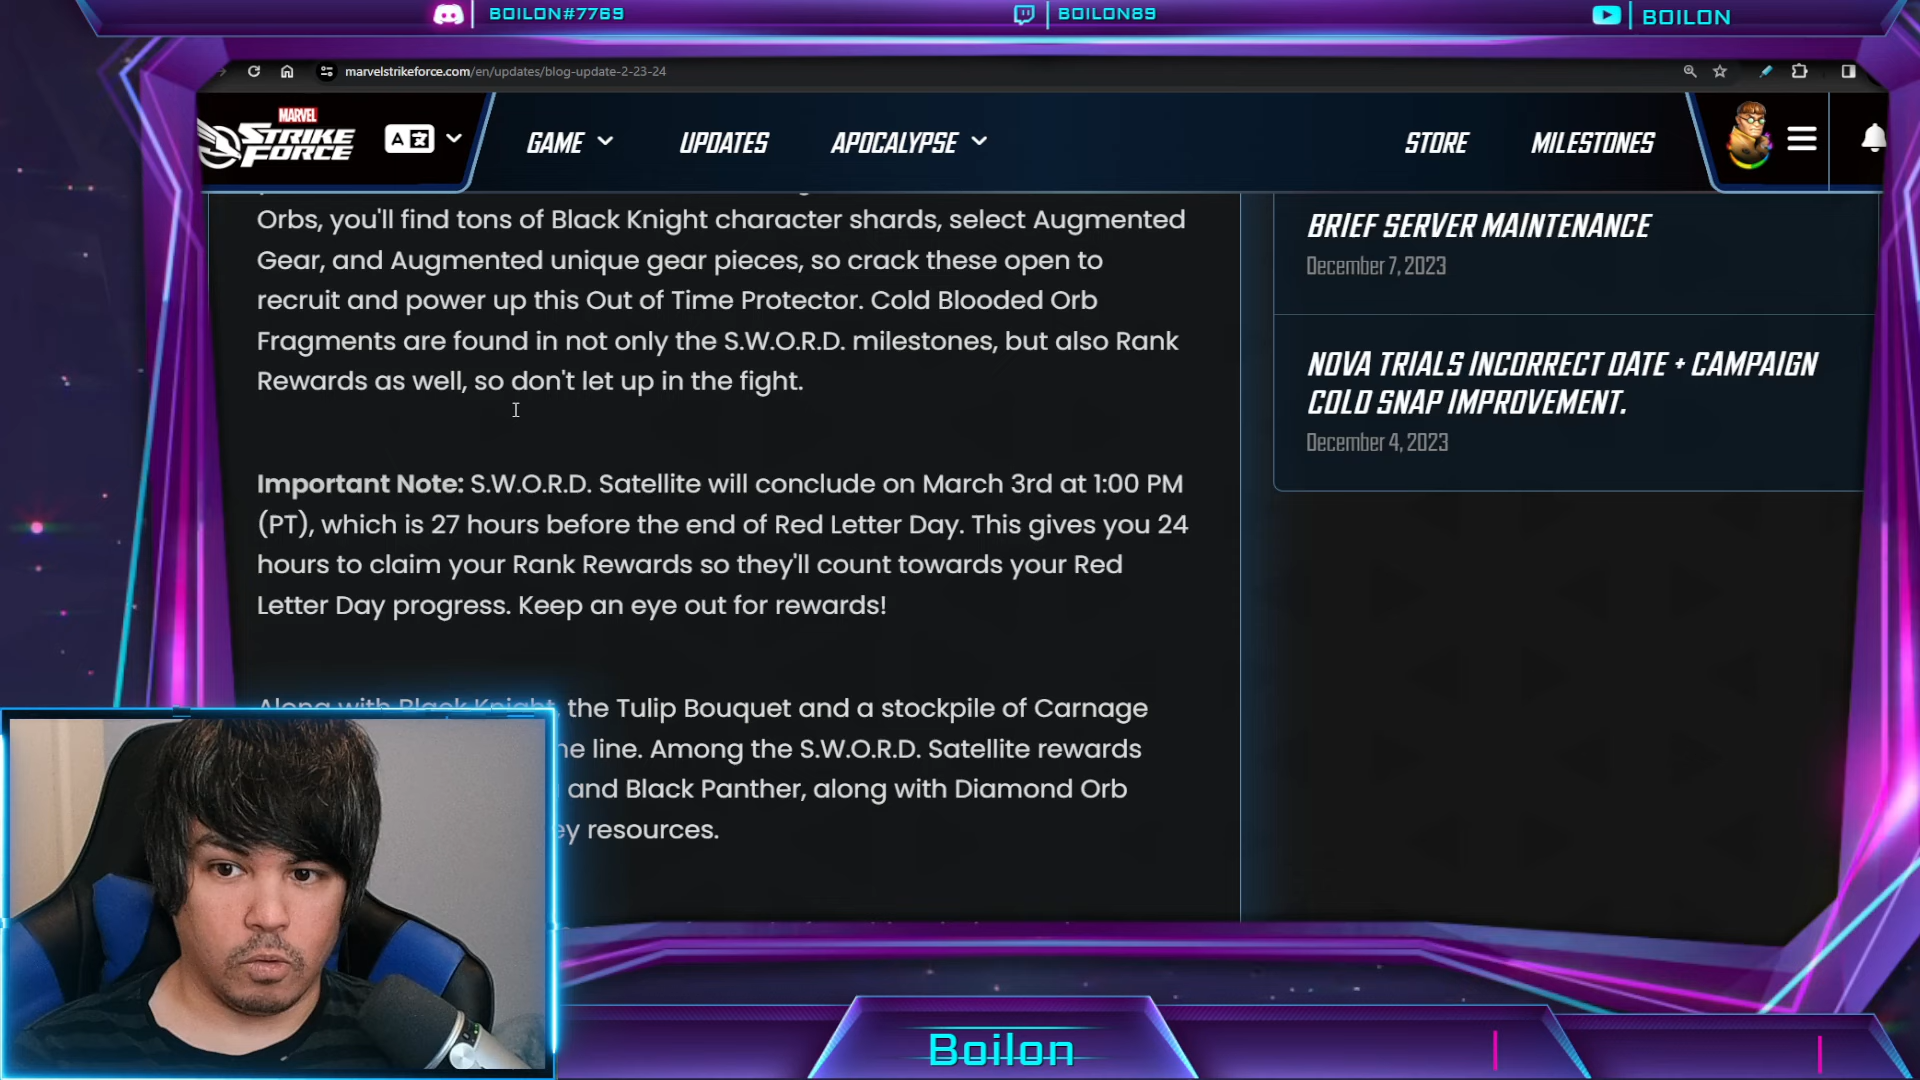 BOILON#7769
BOILON89
BOILON
marvelstrikeforce.com/en/updates/blog-update-2-23-24
MARVEL
STRIKE
FORCE
GAME
UPDATES
APOCALYPSE
STORE
MILESTONES
Orbs, you'll find tons of Black Knight character shards, select Augmented
Gear, and Augmented unique gear pieces, so crack these open to
recruit and power up this Out of Time Protector. Cold Blooded Orb
Fragments are found in not only the S.W.O.R.D. milestones, but also Rank
Rewards as well, so don't let up in the fight.
Important Note: S.W.O.R.D. Satellite will conclude on March 3rd at 1:00 PM
(PT), which is 27 hours before the end of Red Letter Day. This gives you 24
hours to claim your Rank Rewards so they'll count towards your Red
Letter Day progress. Keep an eye out for rewards!
Along with Black Knight, the Tulip Bouquet and a stockpile of Carnage
line. Among the S.W.O.R.D. Satellite rewards
and Black Panther, along with Diamond Orb
resources.
BRIEF SERVER MAINTENANCE
December 7, 2023
NOVA TRIALS INCORRECT DATE + CAMPAIGN
COLD SNAP IMPROVEMENT.
December 4, 2023
Boilon